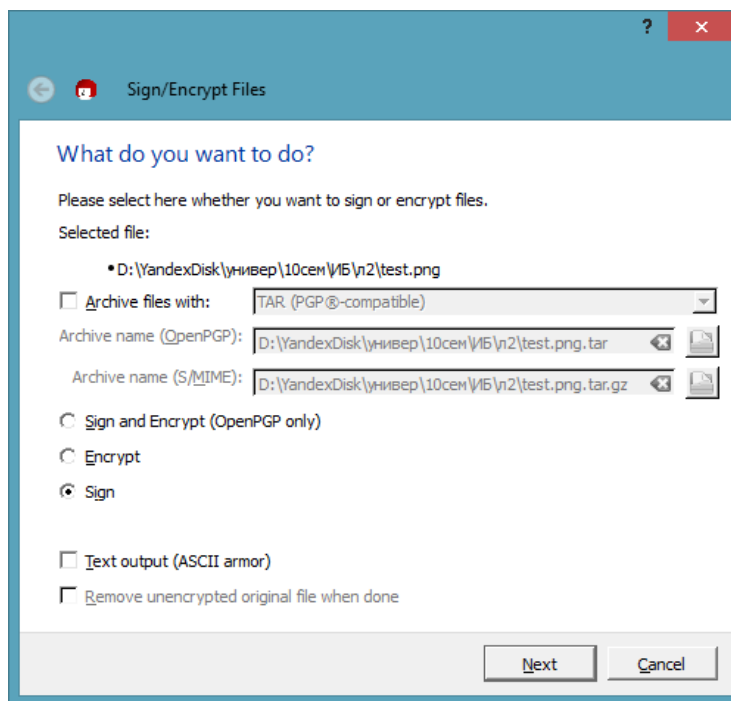 ?
Sign/Encrypt Files
What do you want to do?
Please select here whether you want to sign or encrypt files.
Selected file:
•D:\YandexDisk\универ\10сем\ИБ\л2\test.png
Archive files with: TAR (PGP®-compatible)
Archive name (OpenPGP): D:\YandexDisk\универ\10сем\ИБ\л2\test.png.tar
Archive name (S/MIME): D:\YandexDisk\универ\10сем\ИБ\л2\test.png.tar.gz
Sign and Encrypt (OpenPGP only)
Encrypt
Sign
Text output (ASCII armor)
Remove unencrypted original file when done
Next Cancel